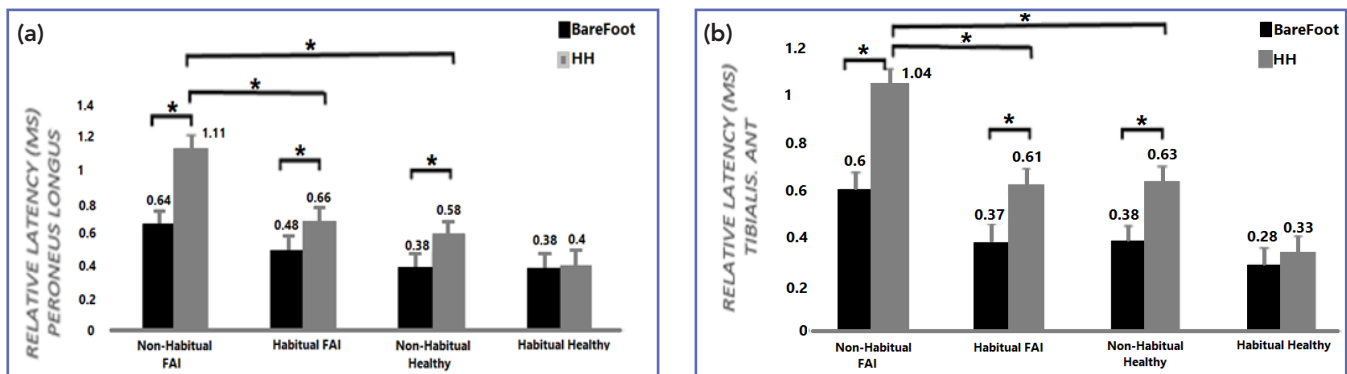 (a)
BareFoot
HH
RELATIVE LATENCY (MS)
PERONEUS LONGUS
1.4
1.2
1
0.8
0.6
0.4
0.2
0
*
*
*
*
*
0.64
1.11
0.48
0.66
0.38
0.58
0.38
0.4
Non-Habitual
FAI
Habitual FAI
Non-Habitual
Healthy
Habitual Healthy
(b)
BareFoot
HH
RELATIVE LATENCY (MS)
TIBIALIS. ANT
1.2
1
0.8
0.6
0.4
0.2
0
*
*
*
*
*
0.6
1.04
0.37
0.61
0.38
0.63
0.28
0.33
Non-Habitual
FAI
Habitual FAI
Non-Habitual
Healthy
Habitual Healthy